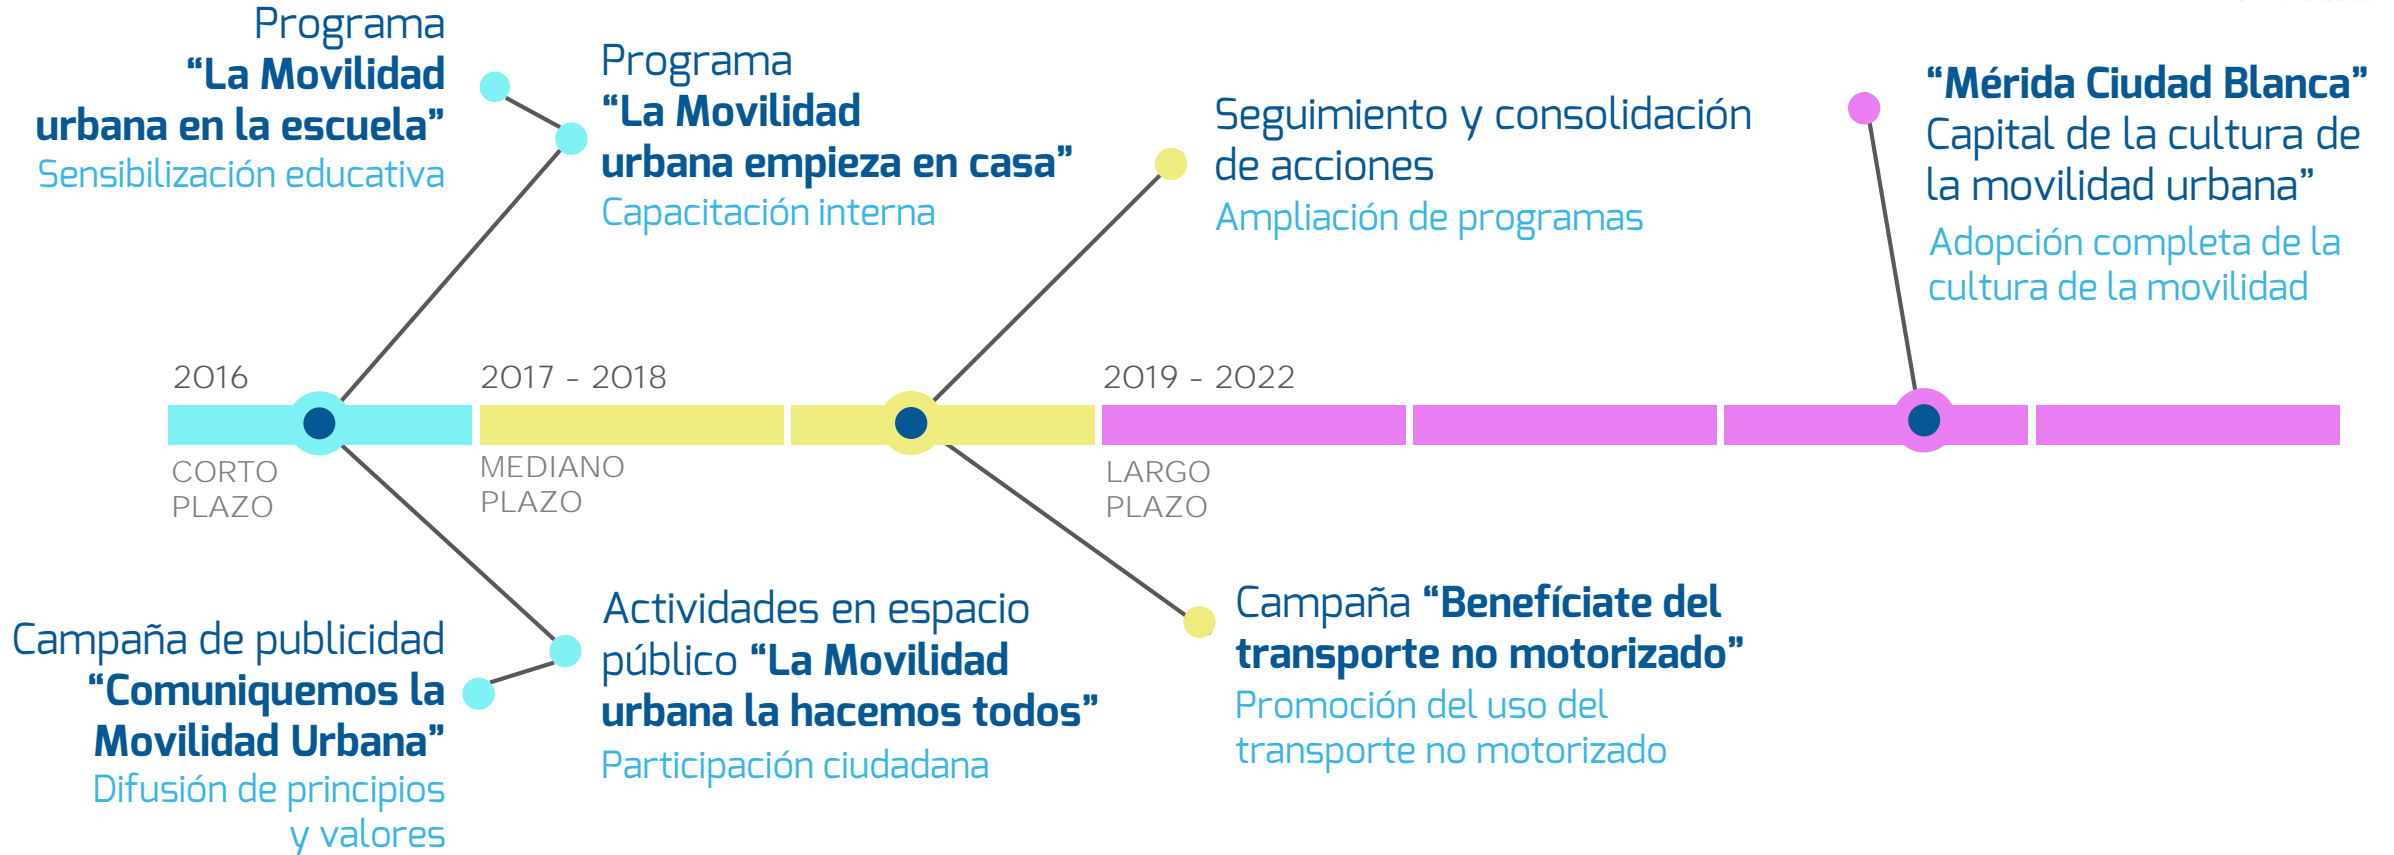 Programa
“La Movilidad
urbana en la escuela”
Sensibilización educativa
Programa
“La Movilidad
urbana empieza en casa”
Capacitación interna
Seguimiento y consolidación
de acciones
Ampliación de programas
“Mérida Ciudad Blanca”
Capital de la cultura de
la movilidad urbana”
Adopción completa de la
cultura de la movilidad
2016
2017 - 2018
2019 - 2022
CORTO
PLAZO
MEDIANO
PLAZO
LARGO
PLAZO
Campaña de publicidad
“Comuniquemos la
Movilidad Urbana”
Difusión de principios
y valores
Actividades en espacio
público “La Movilidad
urbana la hacemos todos”
Participación ciudadana
Campaña “Benefíciate del
transporte no motorizado”
Promoción del uso del
transporte no motorizado